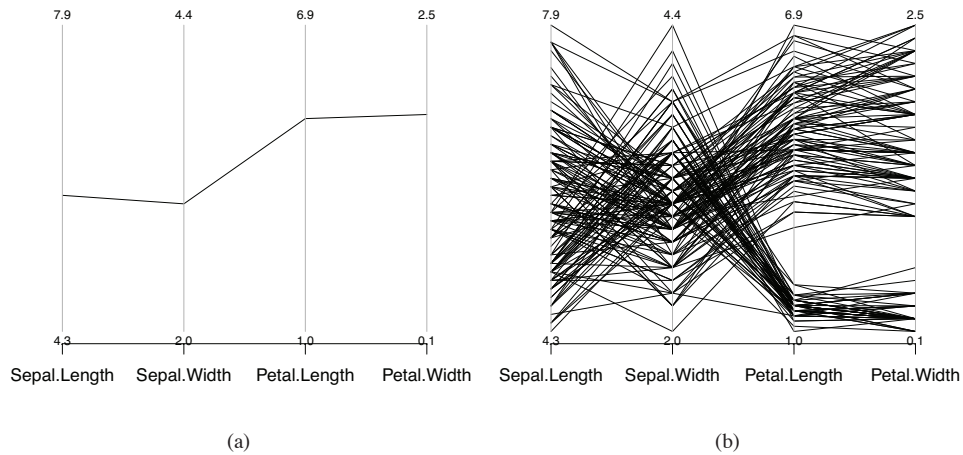 7.9 4.4 6.9 2.5 7.9 4.4 6.9 2.5
4.3 2.0 1.0 0.1 4.3 2.0 1.0 0.1
Sepal.Length Sepal.Width Petal.Length Petal.Width Sepal.Length Sepal.Width Petal.Length Petal.Width
(a) (b)